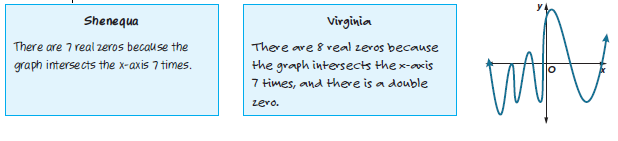 Shenequa
There are 7 real zeros because the
graph intersects the x-axis 7 times.
Virginia
There are 8 real zeros because
the graph intersects the x-axis
7 times, and there is a double
zero.
y
O
x